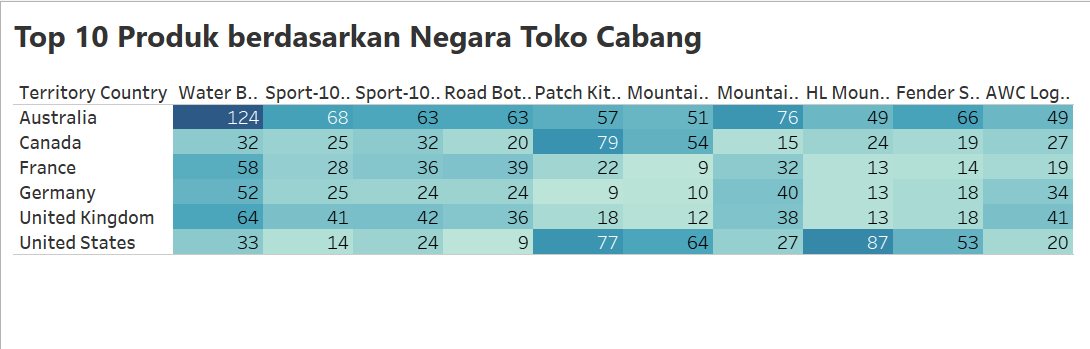 Top 10 Produk berdasarkan Negara Toko Cabang
Territory Country Water B.. Sport-10.. Sport-10.. Road Bot.. Patch Kit.. Mountai.. Mountai.. HL Moun.. Fender S.. AWC Log..
Australia 124 68 63 63 57 51 76 49 66 49
Canada 32 25 32 20 79 54 15 24 19 27
France 58 28 36 39 22 9 32 13 14 19
Germany 52 25 24 24 9 10 40 13 18 34
United Kingdom 64 41 42 36 18 12 38 13 18 41
United States 33 14 24 9 77 64 27 87 53 20